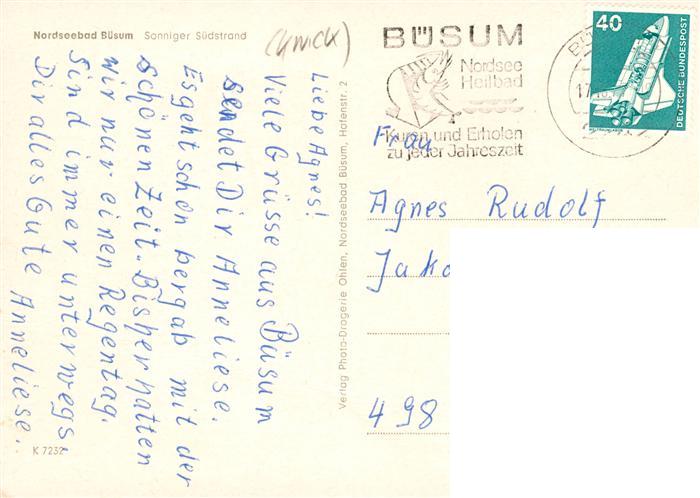 Nordseebad Büsum Sonniger Südstrand
Liebe Agnes!
Viele Grüsse aus Büsum
sendet Dir Anneliese.
Es geht schon bergab mit der
schönen Zeit. Bisher hatten
wir nur einen Regentag.
Sind immer unterwegs.
Dir alles Gute Anneliese.
K 7232
Verlag Photo-Drogerie Ohlen, Nordseebad Büsum, Hafenstr. 2
BÜSUM
Nordsee
Heilbad
Kuren und Erholen
zu jeder Jahreszeit
40
DEUTSCHE BUNDESPOST
Frau
Agnes Rudolf
Jako
498